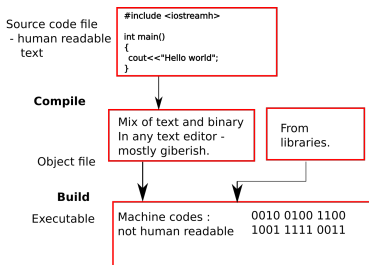 Source code file
- human readable
text
#include <iostreamh>
int main()
{
cout<<"Hello world";
}
Compile
Mix of text and binary
In any text editor -
mostly giberish.
From
libraries.
Object file
Build
Executable
Machine codes :
not human readable
0010 0100 1100
1001 1111 0011